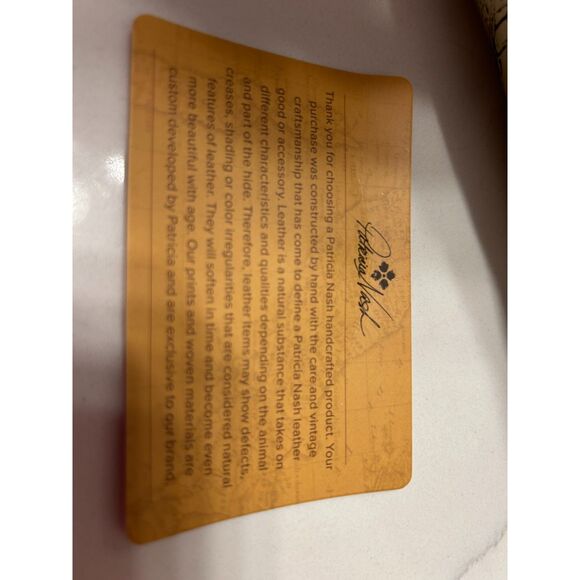 Patricia Nash
Thank you for choosing a Patricia Nash handcrafted product. Your
purchase was constructed by hand with the care and vintage
craftsmanship that has come to define a Patricia Nash leather
good or accessory. Leather is a natural substance that takes on
different characteristics and qualities depending on the animal
and part of the hide. Therefore, leather items may show defects,
creases, shading or color irregularities that are considered natural
features of leather. They will soften in time and become even
more beautiful with age. Our prints and woven materials are
custom developed by Patricia and are exclusive to our brand.